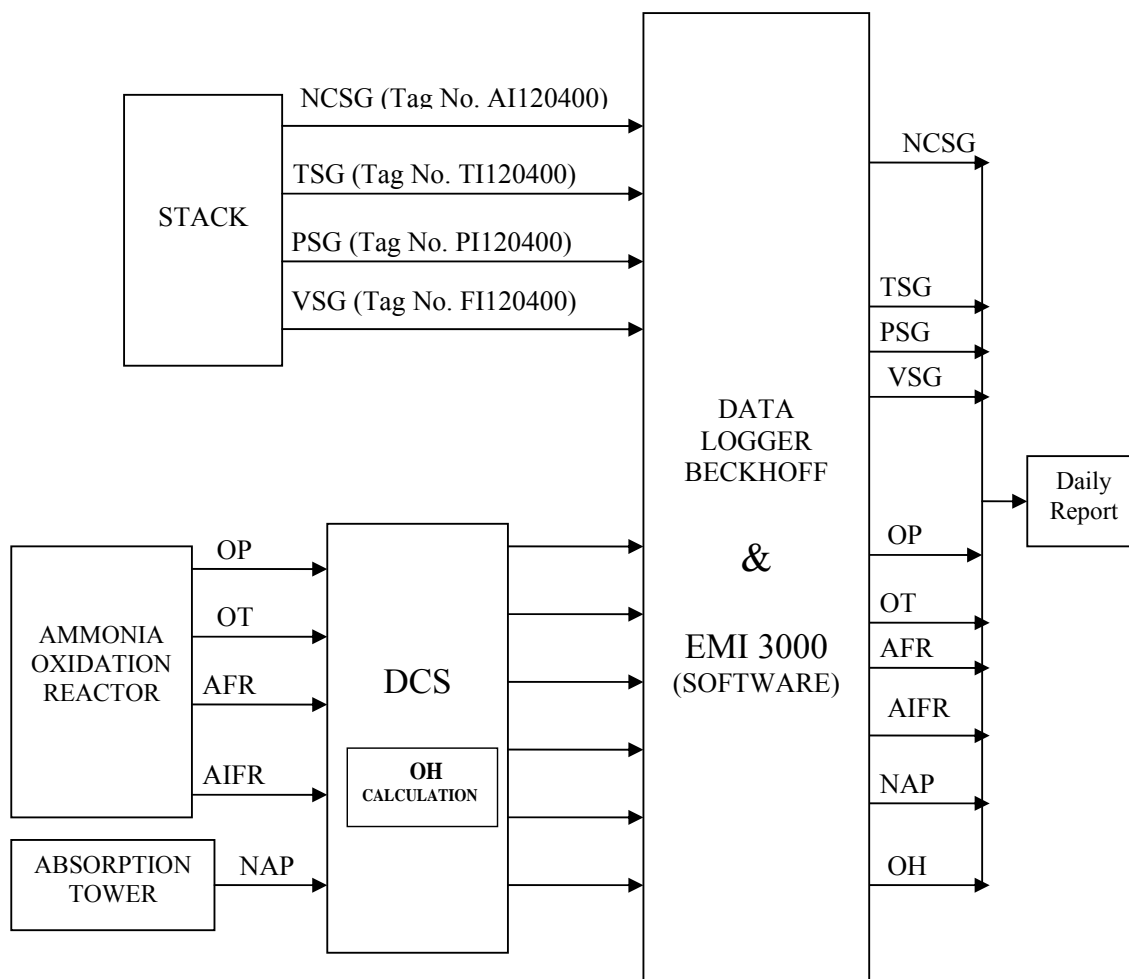 NCSG (Tag No. AI120400)
TSG (Tag No. TI120400)
STACK
PSG (Tag No. PI120400)
VSG (Tag No. FI120400)
DATA
LOGGER
BECKHOFF
&
EMI 3000
(SOFTWARE)
NCSG
TSG
PSG
VSG
OP
OT
AFR
AIFR
NAP
OH
Daily
Report
AMMONIA
OXIDATION
REACTOR
OP
OT
AFR
AIFR
DCS
OH
CALCULATION
ABSORPTION
TOWER
NAP